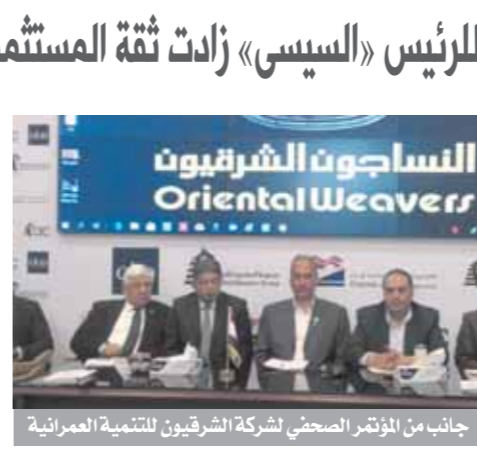 للرئيس «السيسى» زادت ثقة المستثم
النساجون الشرقيون
Oriental Weavers
جانب من المؤتمر الصحفي لشركة الشرقيون للتنمية العمرانية